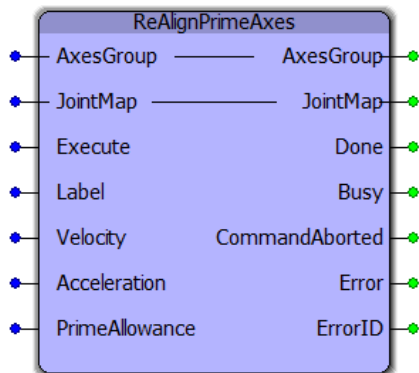 ReAlignPrimeAxes
AxesGroup AxesGroup
JointMap JointMap
Execute Done
Label Busy
Velocity CommandAborted
Acceleration Error
PrimeAllowance ErrorID